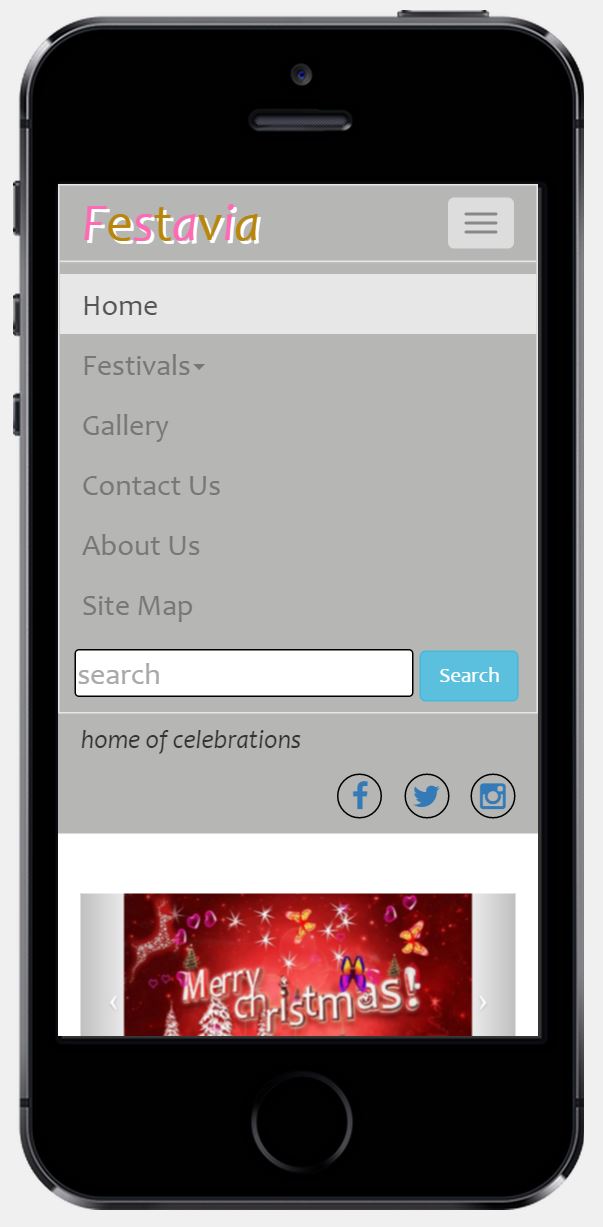 Festavia
Home
Festivals
Gallery
Contact Us
About Us
Site Map
search
Search
home of celebrations
Merry
christmas!